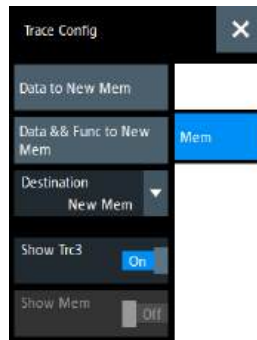 Trace Config
Data to New Mem
Data && Func to New
Mem
Mem
Destination
New Mem
Show Trc3
On
Show Mem
Off